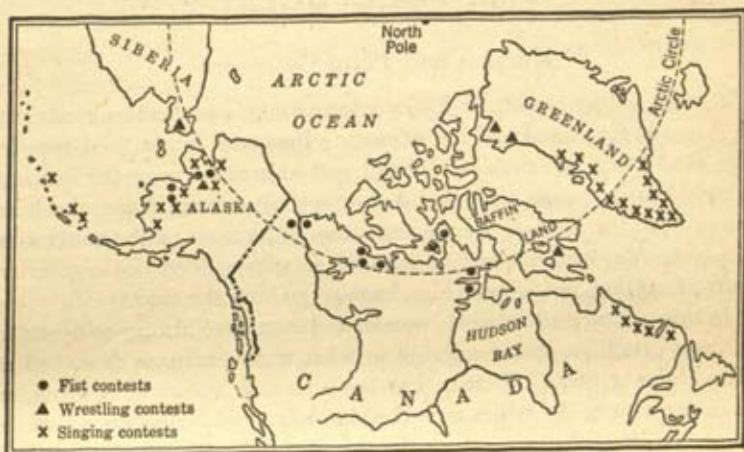 North
Pole
SIBERIA
ARCTIC
OCEAN
Arctic Circle
GREENLAND
ALASKA
BAFFIN
LAND
HUDSON
BAY
CANADA
● Fist contests
▲ Wrestling contests
x Singing contests